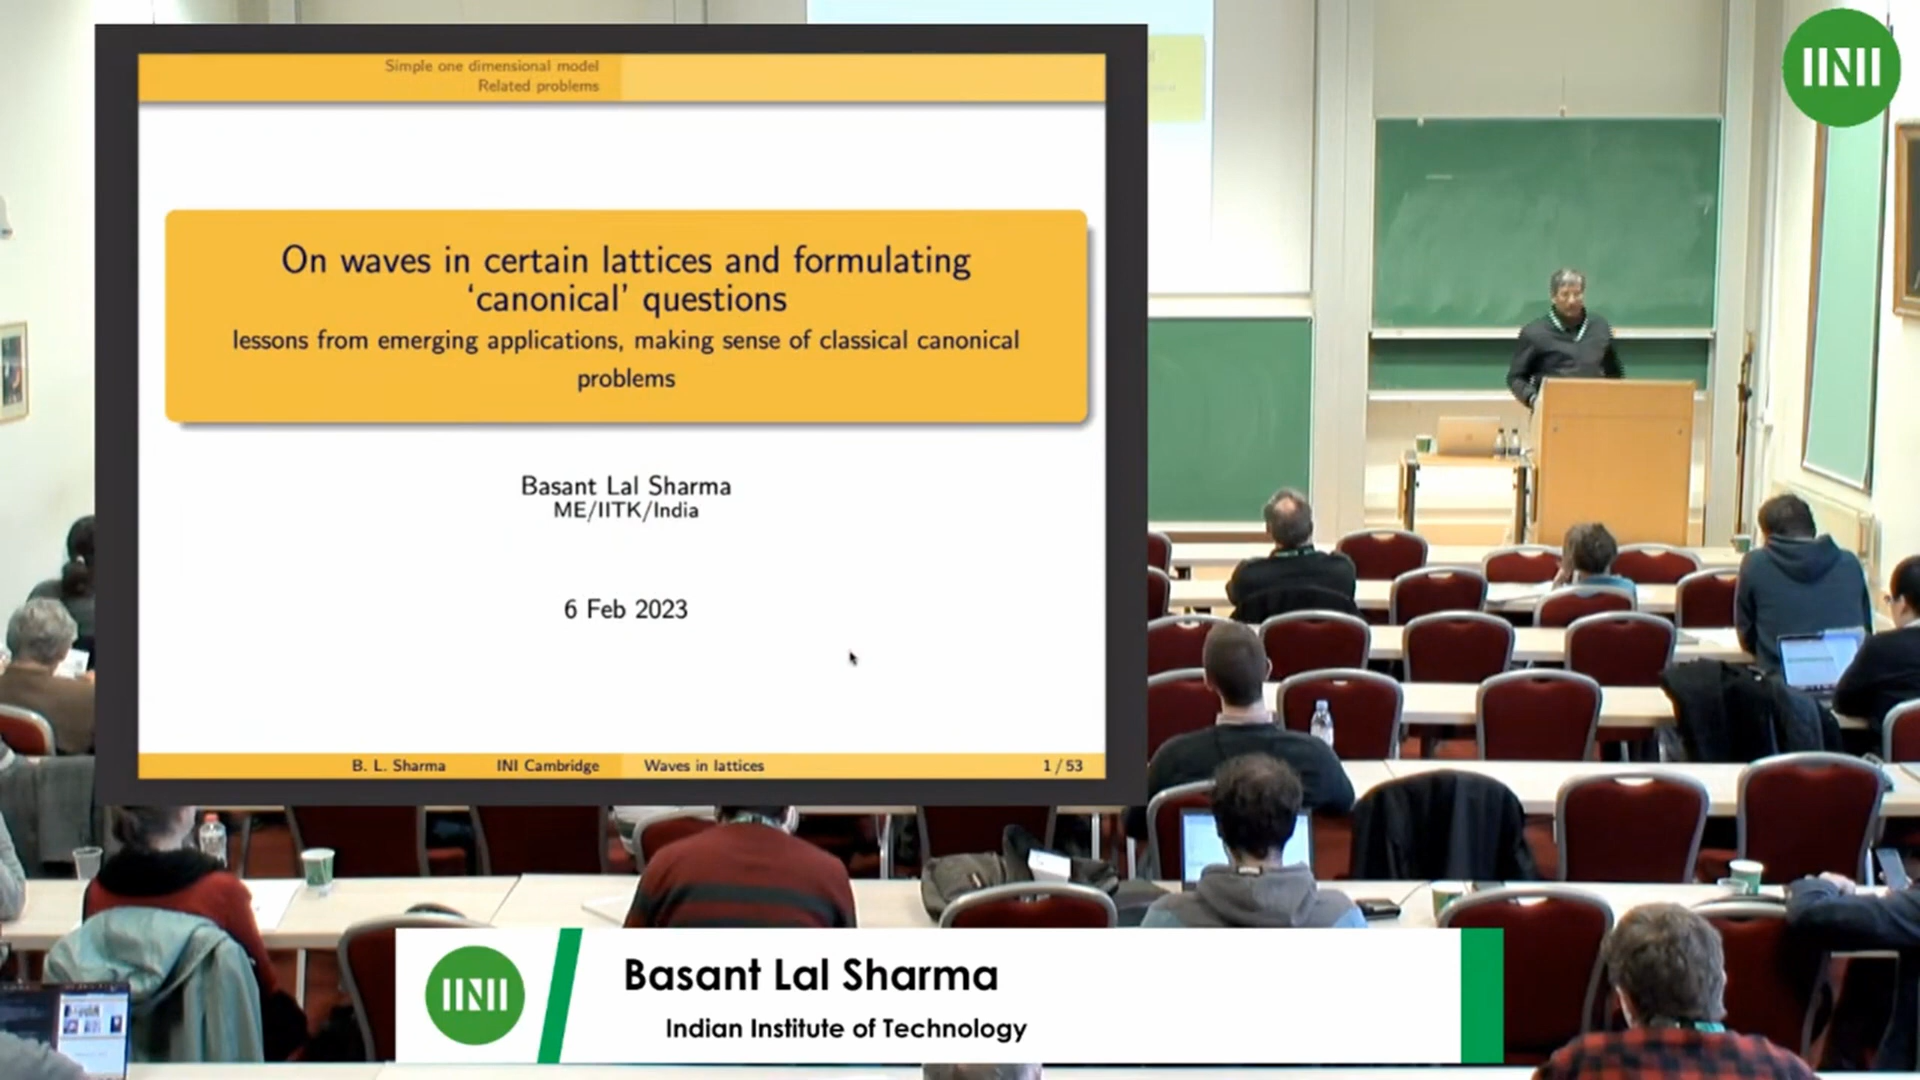 Simple one dimensional model
Related problems
On waves in certain lattices and formulating
‘canonical’ questions
lessons from emerging applications, making sense of classical canonical
problems
Basant Lal Sharma
ME/IITK/India
6 Feb 2023
B. L. Sharma INI Cambridge Waves in lattices 1 / 53
INI
INI
Basant Lal Sharma
Indian Institute of Technology